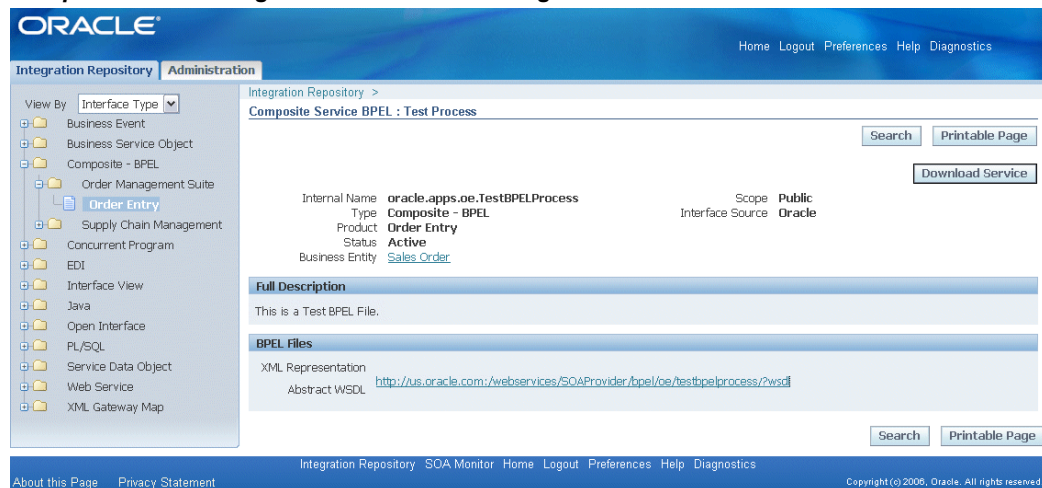 ORACLE®
Home Logout Preferences Help Diagnostics
Integration Repository Administration
View By Interface Type
Business Event
Business Service Object
Composite - BPEL
Order Management Suite
Order Entry
Supply Chain Management
Concurrent Program
EDI
Interface View
Java
Open Interface
PL/SQL
Service Data Object
Web Service
XML Gateway Map
Integration Repository >
Composite Service BPEL : Test Process
Search Printable Page
Download Service
Internal Name oracle.apps.oe.TestBPELProcess
Type Composite - BPEL
Product Order Entry
Status Active
Business Entity Sales Order
Scope Public
Interface Source Oracle
Full Description
This is a Test BPEL File.
BPEL Files
XML Representation
Abstract WSDL http://us.oracle.com:/webservices/SOAProvider/bpel/oe/testbpelprocess/?wsdl
Search Printable Page
Integration Repository SOA Monitor Home Logout Preferences Help Diagnostics
About this Page Privacy Statement
Copyright (c) 2006, Oracle. All rights reserved